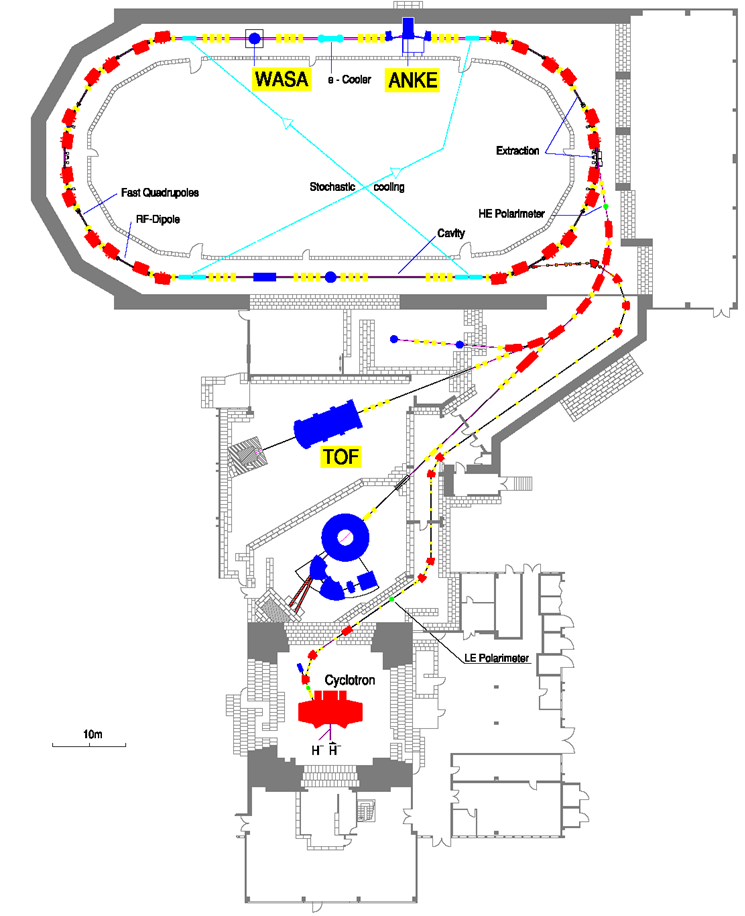 WASA
e - Cooler
ANKE
Extraction
Stochastic cooling
Fast Quadrupoles
RF-Dipole
HE Polarimeter
Cavity
TOF
LE Polarimeter
Cyclotron
10m
H⁻ H⁻